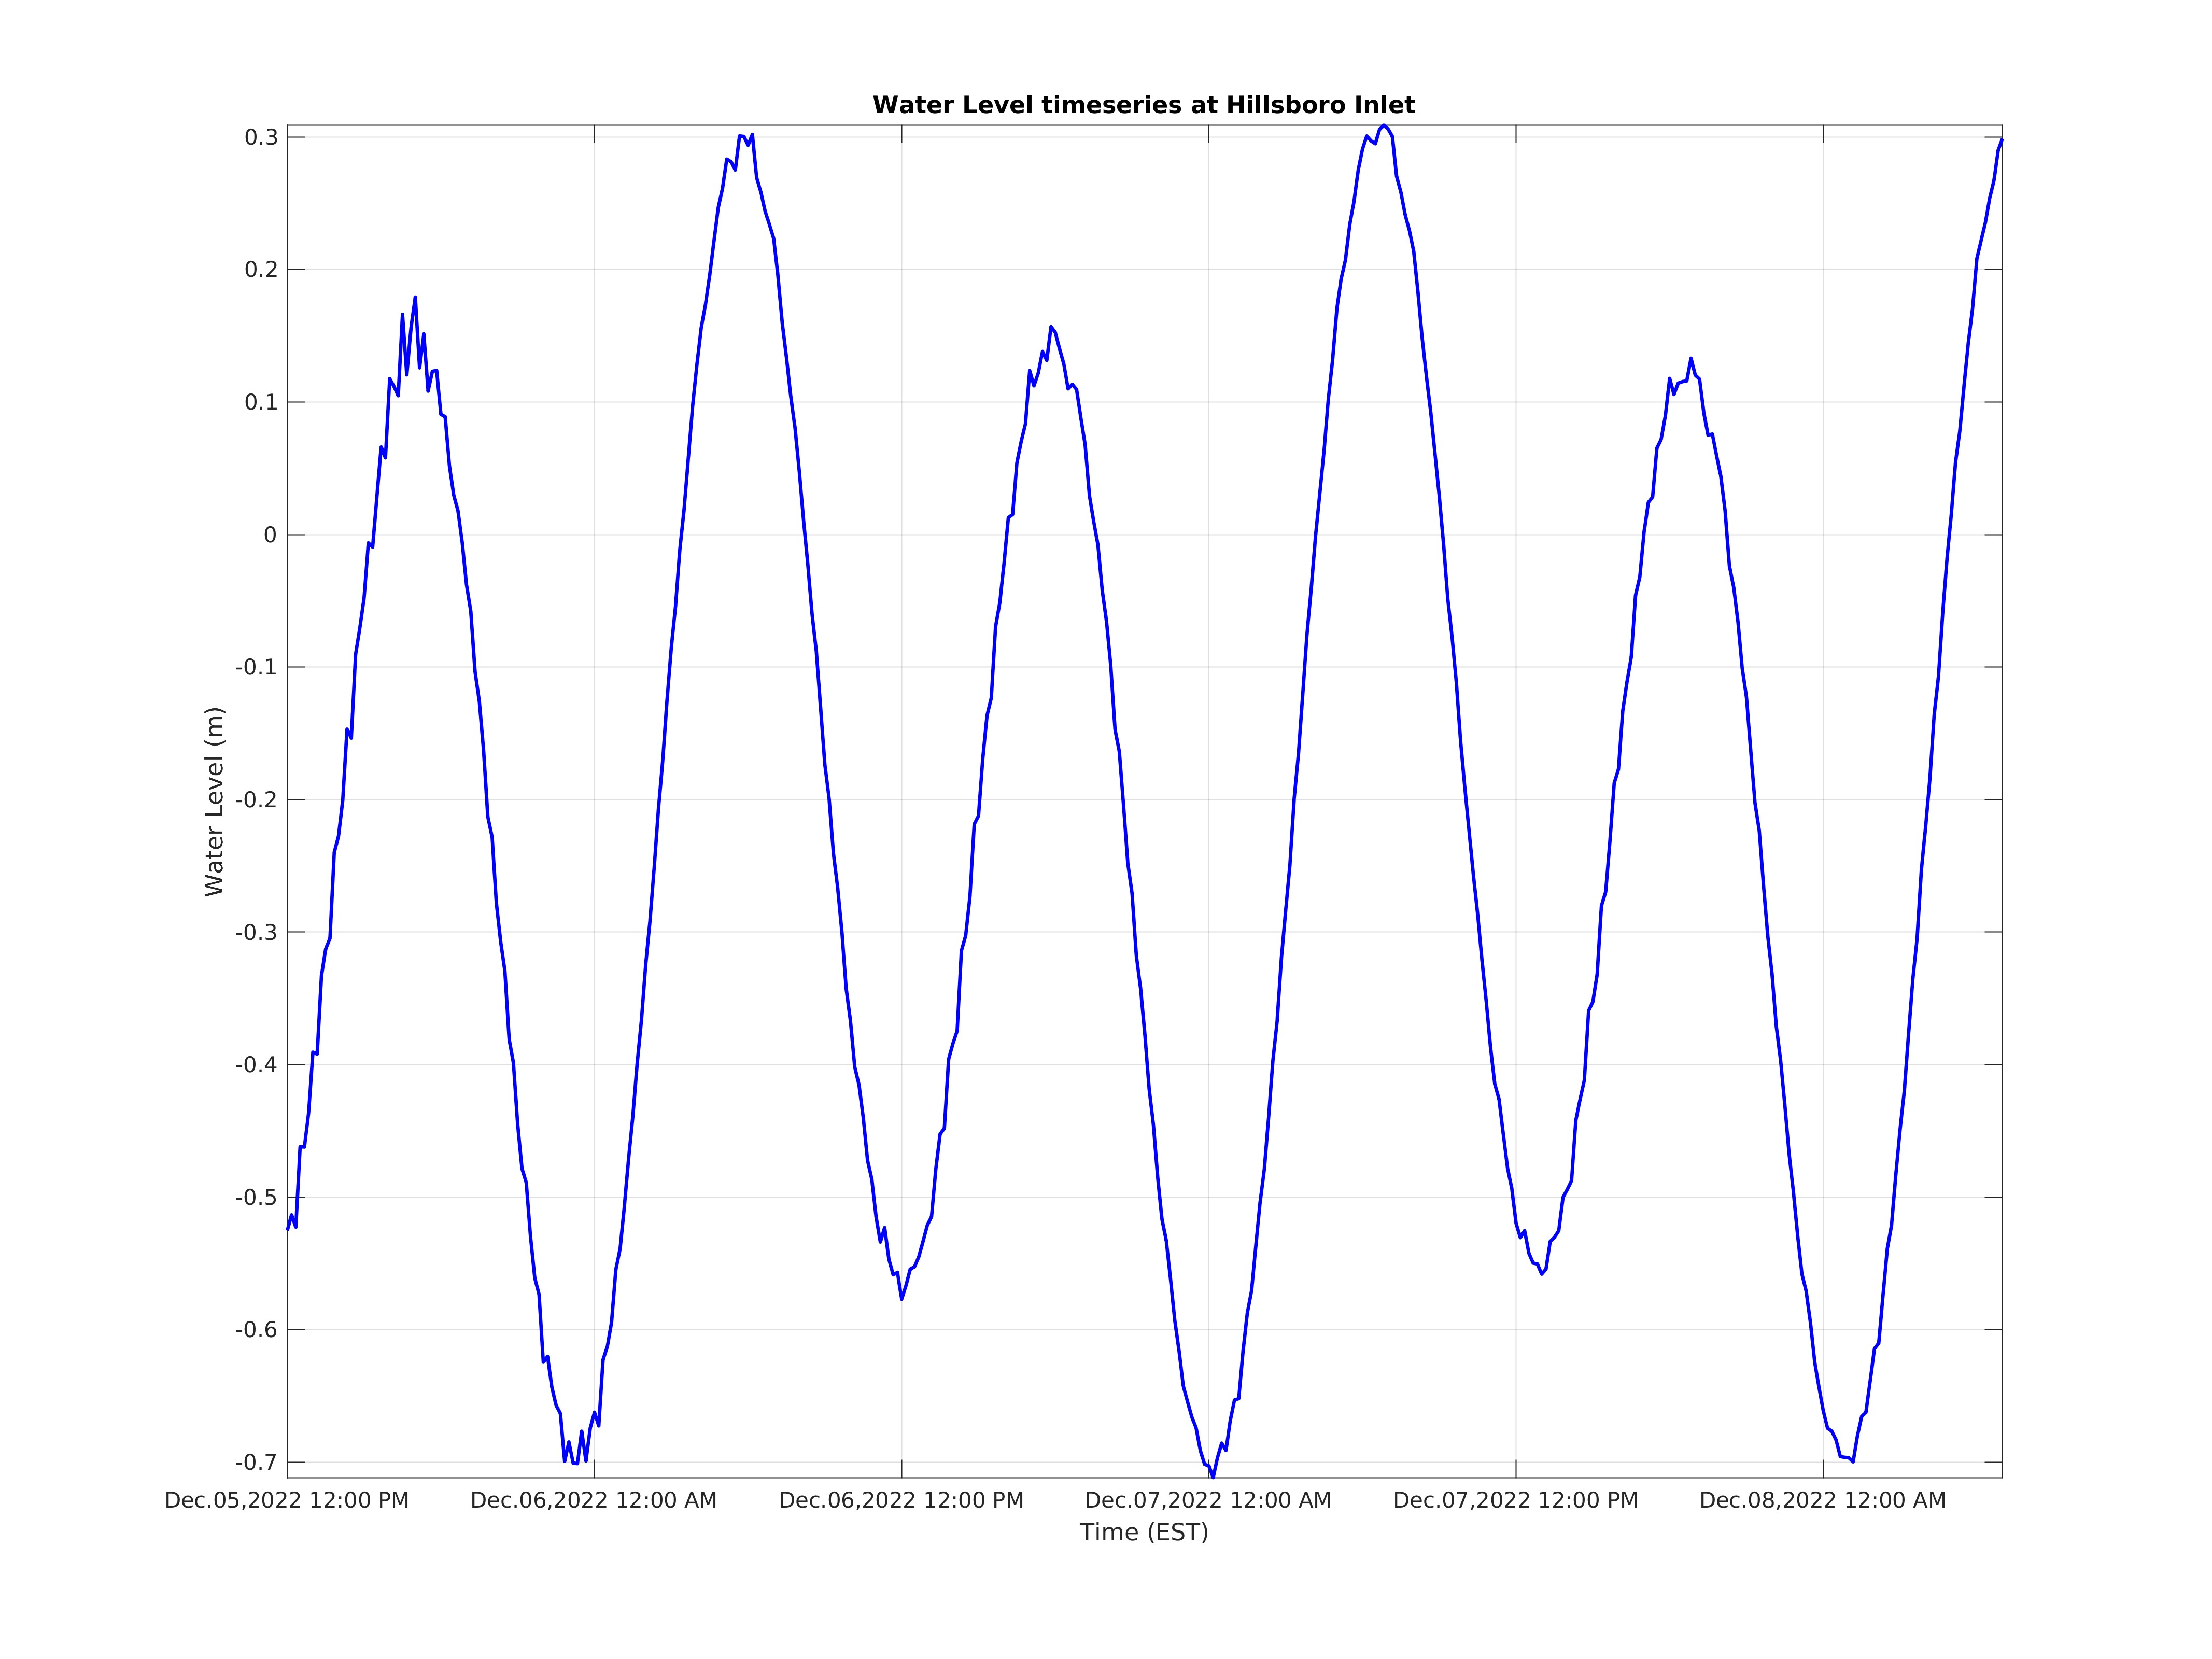 Water Level timeseries at Hillsboro Inlet
0.3
0.2
0.1
0
-0.1
-0.2
-0.3
-0.4
-0.5
-0.6
-0.7
Water Level (m)
Dec.05,2022 12:00 PM
Dec.06,2022 12:00 AM
Dec.06,2022 12:00 PM
Dec.07,2022 12:00 AM
Dec.07,2022 12:00 PM
Dec.08,2022 12:00 AM
Time (EST)